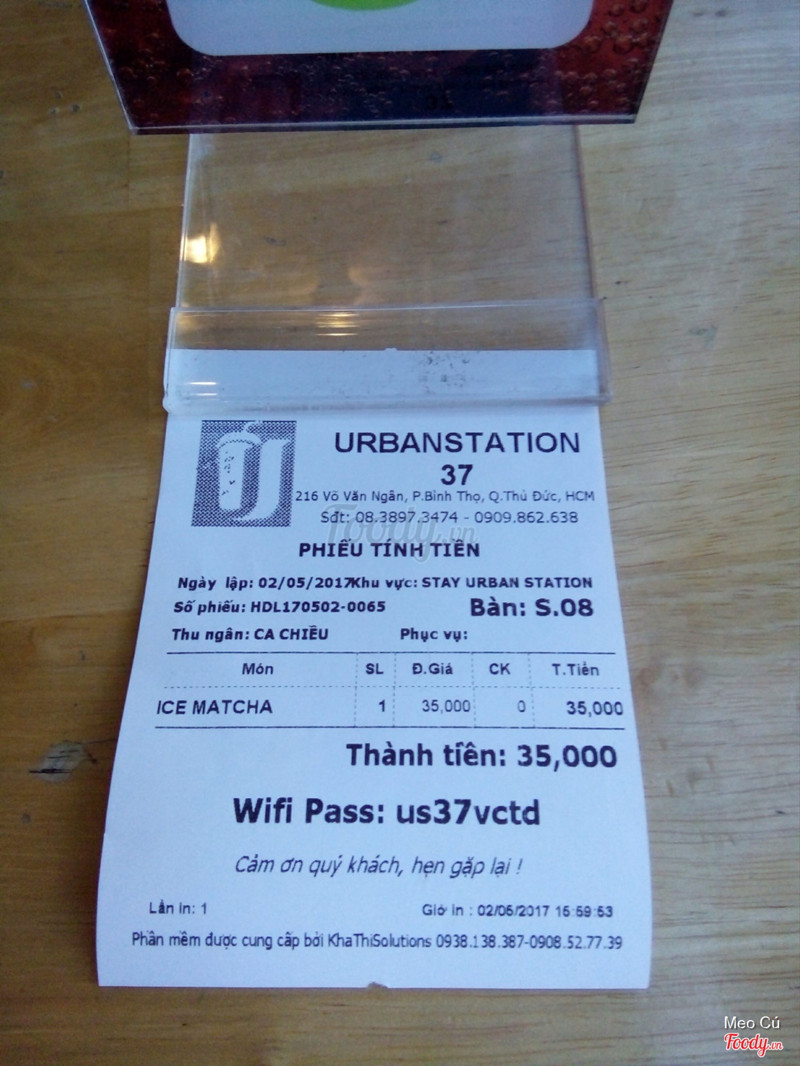 URBANSTATION
37
216 Võ Văn Ngân, P.Bình Thọ, Q.Thủ Đức, HCM
Sđt: 08.3897.3474 - 0909.862.638
Foody.vn
PHIẾU TÍNH TIỀN
Ngày lập: 02/05/2017Khu vực: STAY URBAN STATION
Số phiếu: HDL170502-0065 Bàn: S.08
Thu ngân: CA CHIỀU Phục vụ:
Món SL Đ.Giá CK T.Tiền
ICE MATCHA 1 35,000 0 35,000
Thành tiền: 35,000
Wifi Pass: us37vctd
Cảm ơn quý khách, hẹn gặp lại !
Lần in: 1 Giờ in : 02/05/2017 15:59:53
Phần mềm được cung cấp bởi KhaThiSolutions 0938.138.387-0908.52.77.39
Meo Cú
Foody.vn